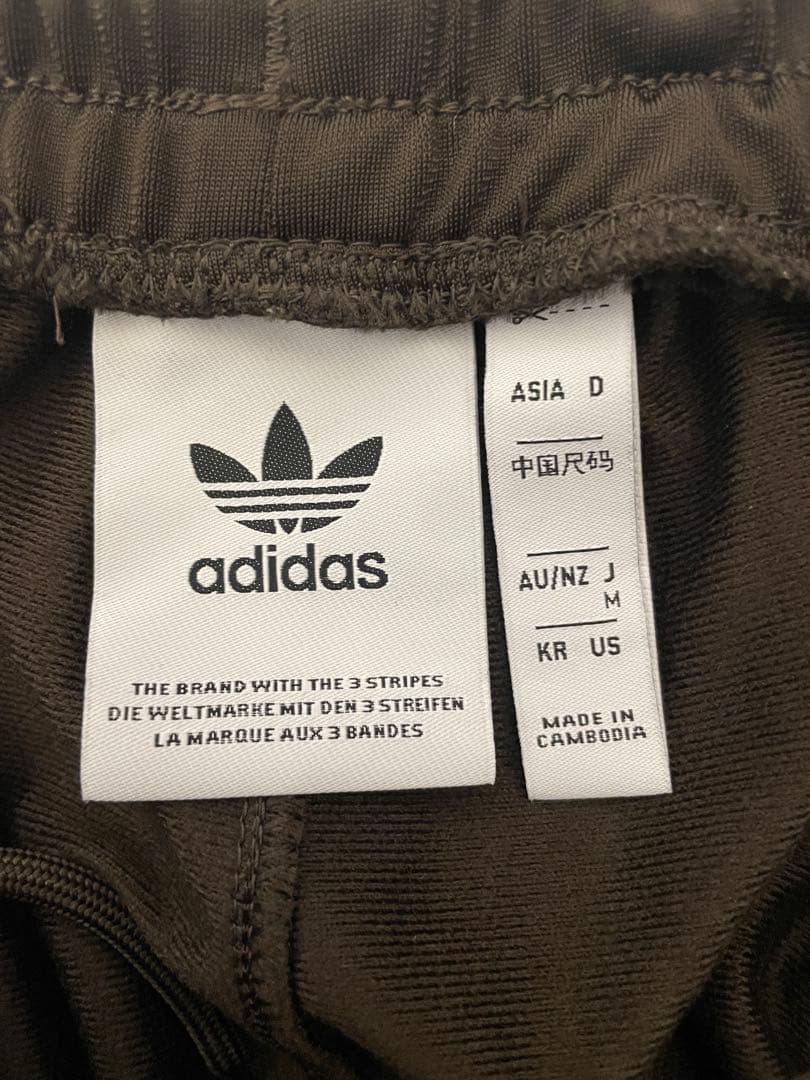 adidas
THE BRAND WITH THE 3 STRIPES
DIE WELTMARKE MIT DEN 3 STREIFEN
LA MARQUE AUX 3 BANDES
ASIA D
中国尺码
AU/NZ J
M
KR US
MADE IN
CAMBODIA